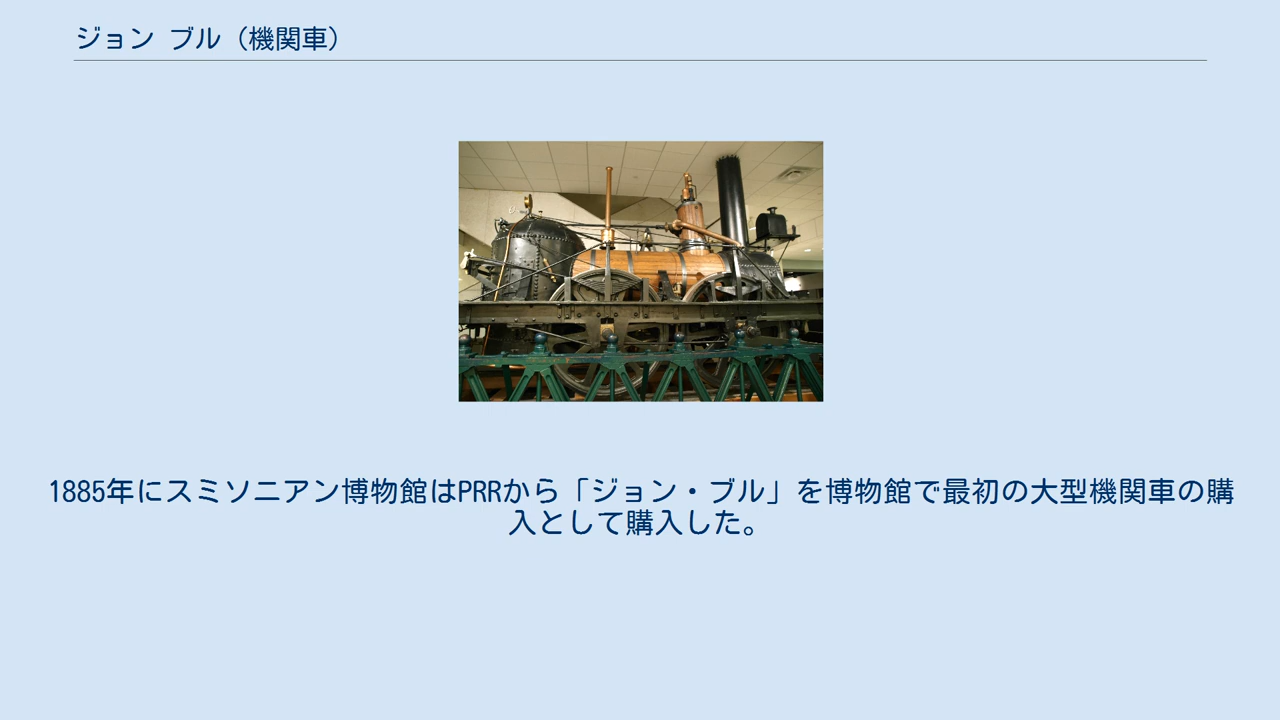 ジョン ブル（機関車）
1885年にスミソニアン博物館はPRRから「ジョン・ブル」を博物館で最初の大型機関車の購
入として購入した。